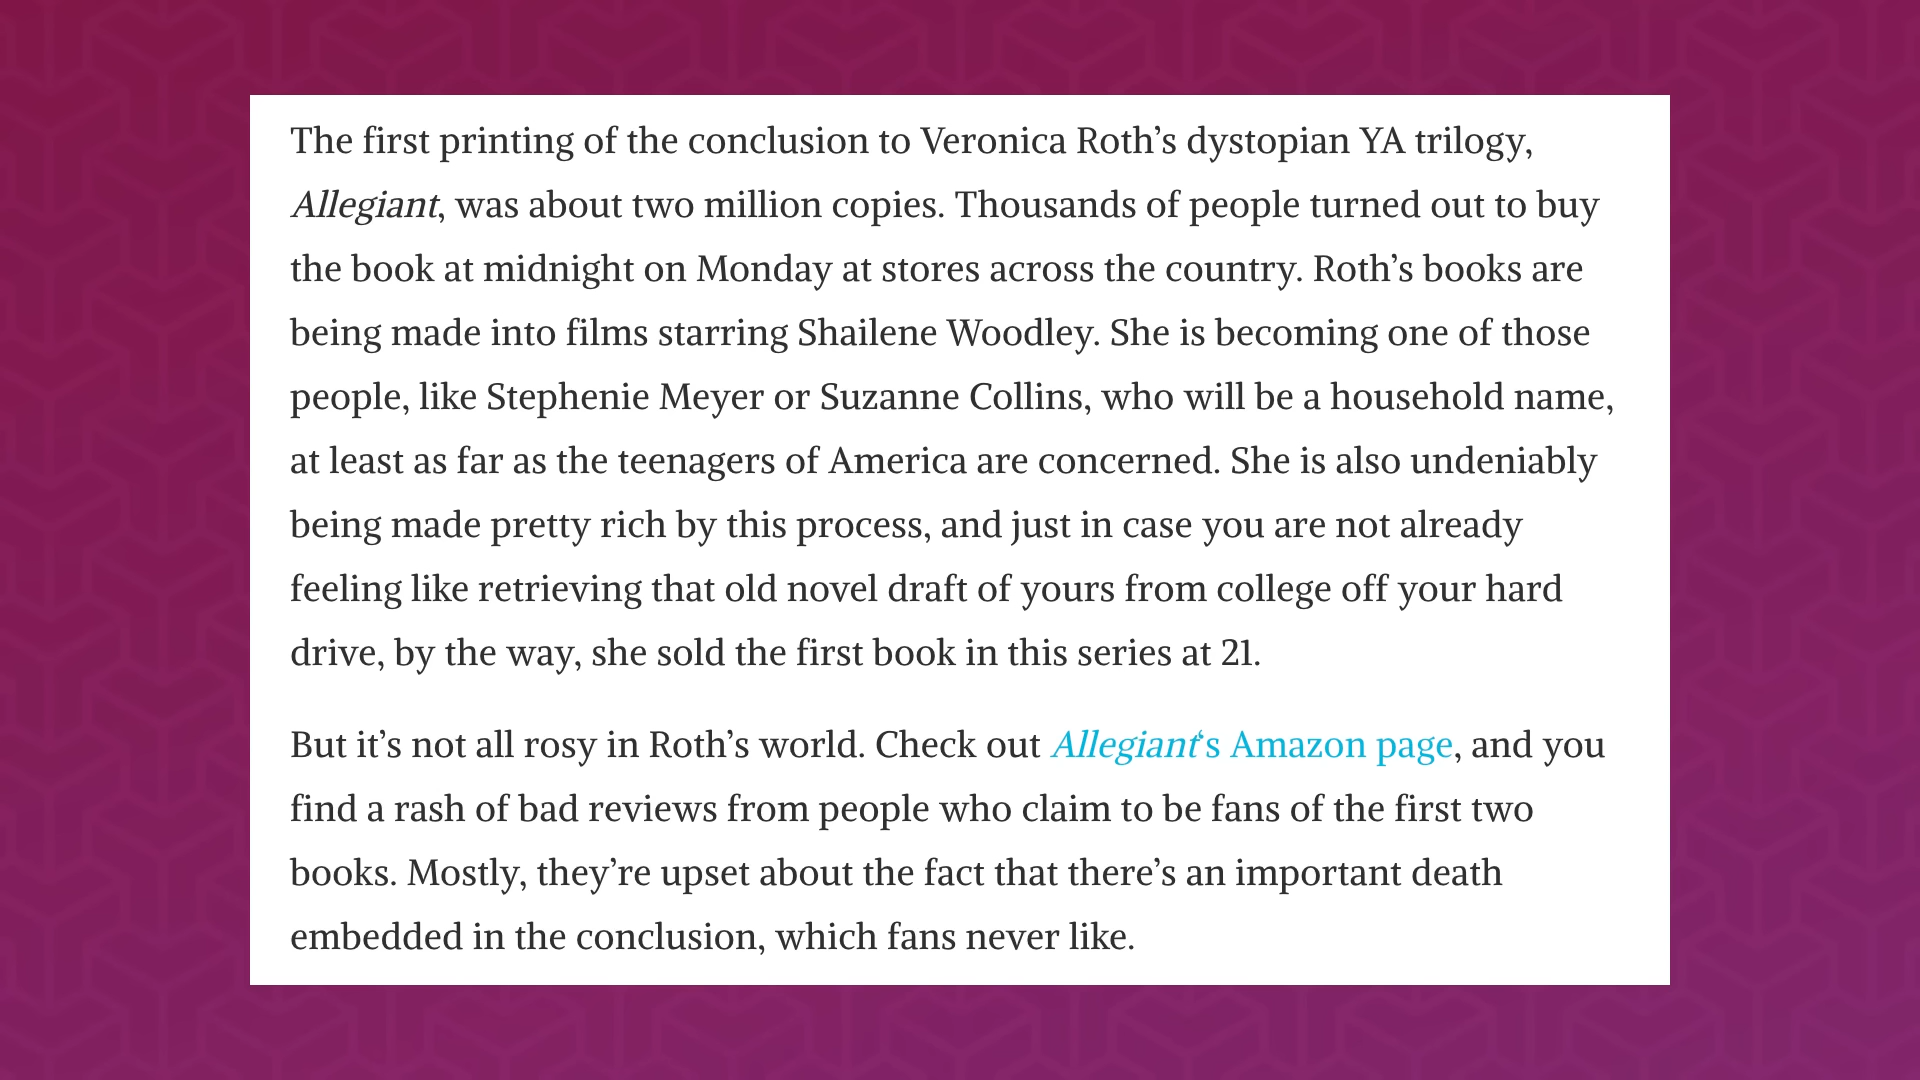 The first printing of the conclusion to Veronica Roth’s dystopian YA trilogy,
Allegiant, was about two million copies. Thousands of people turned out to buy
the book at midnight on Monday at stores across the country. Roth’s books are
being made into films starring Shailene Woodley. She is becoming one of those
people, like Stephenie Meyer or Suzanne Collins, who will be a household name,
at least as far as the teenagers of America are concerned. She is also undeniably
being made pretty rich by this process, and just in case you are not already
feeling like retrieving that old novel draft of yours from college off your hard
drive, by the way, she sold the first book in this series at 21.
But it’s not all rosy in Roth’s world. Check out Allegiant‘s Amazon page, and you
find a rash of bad reviews from people who claim to be fans of the first two
books. Mostly, they’re upset about the fact that there’s an important death
embedded in the conclusion, which fans never like.